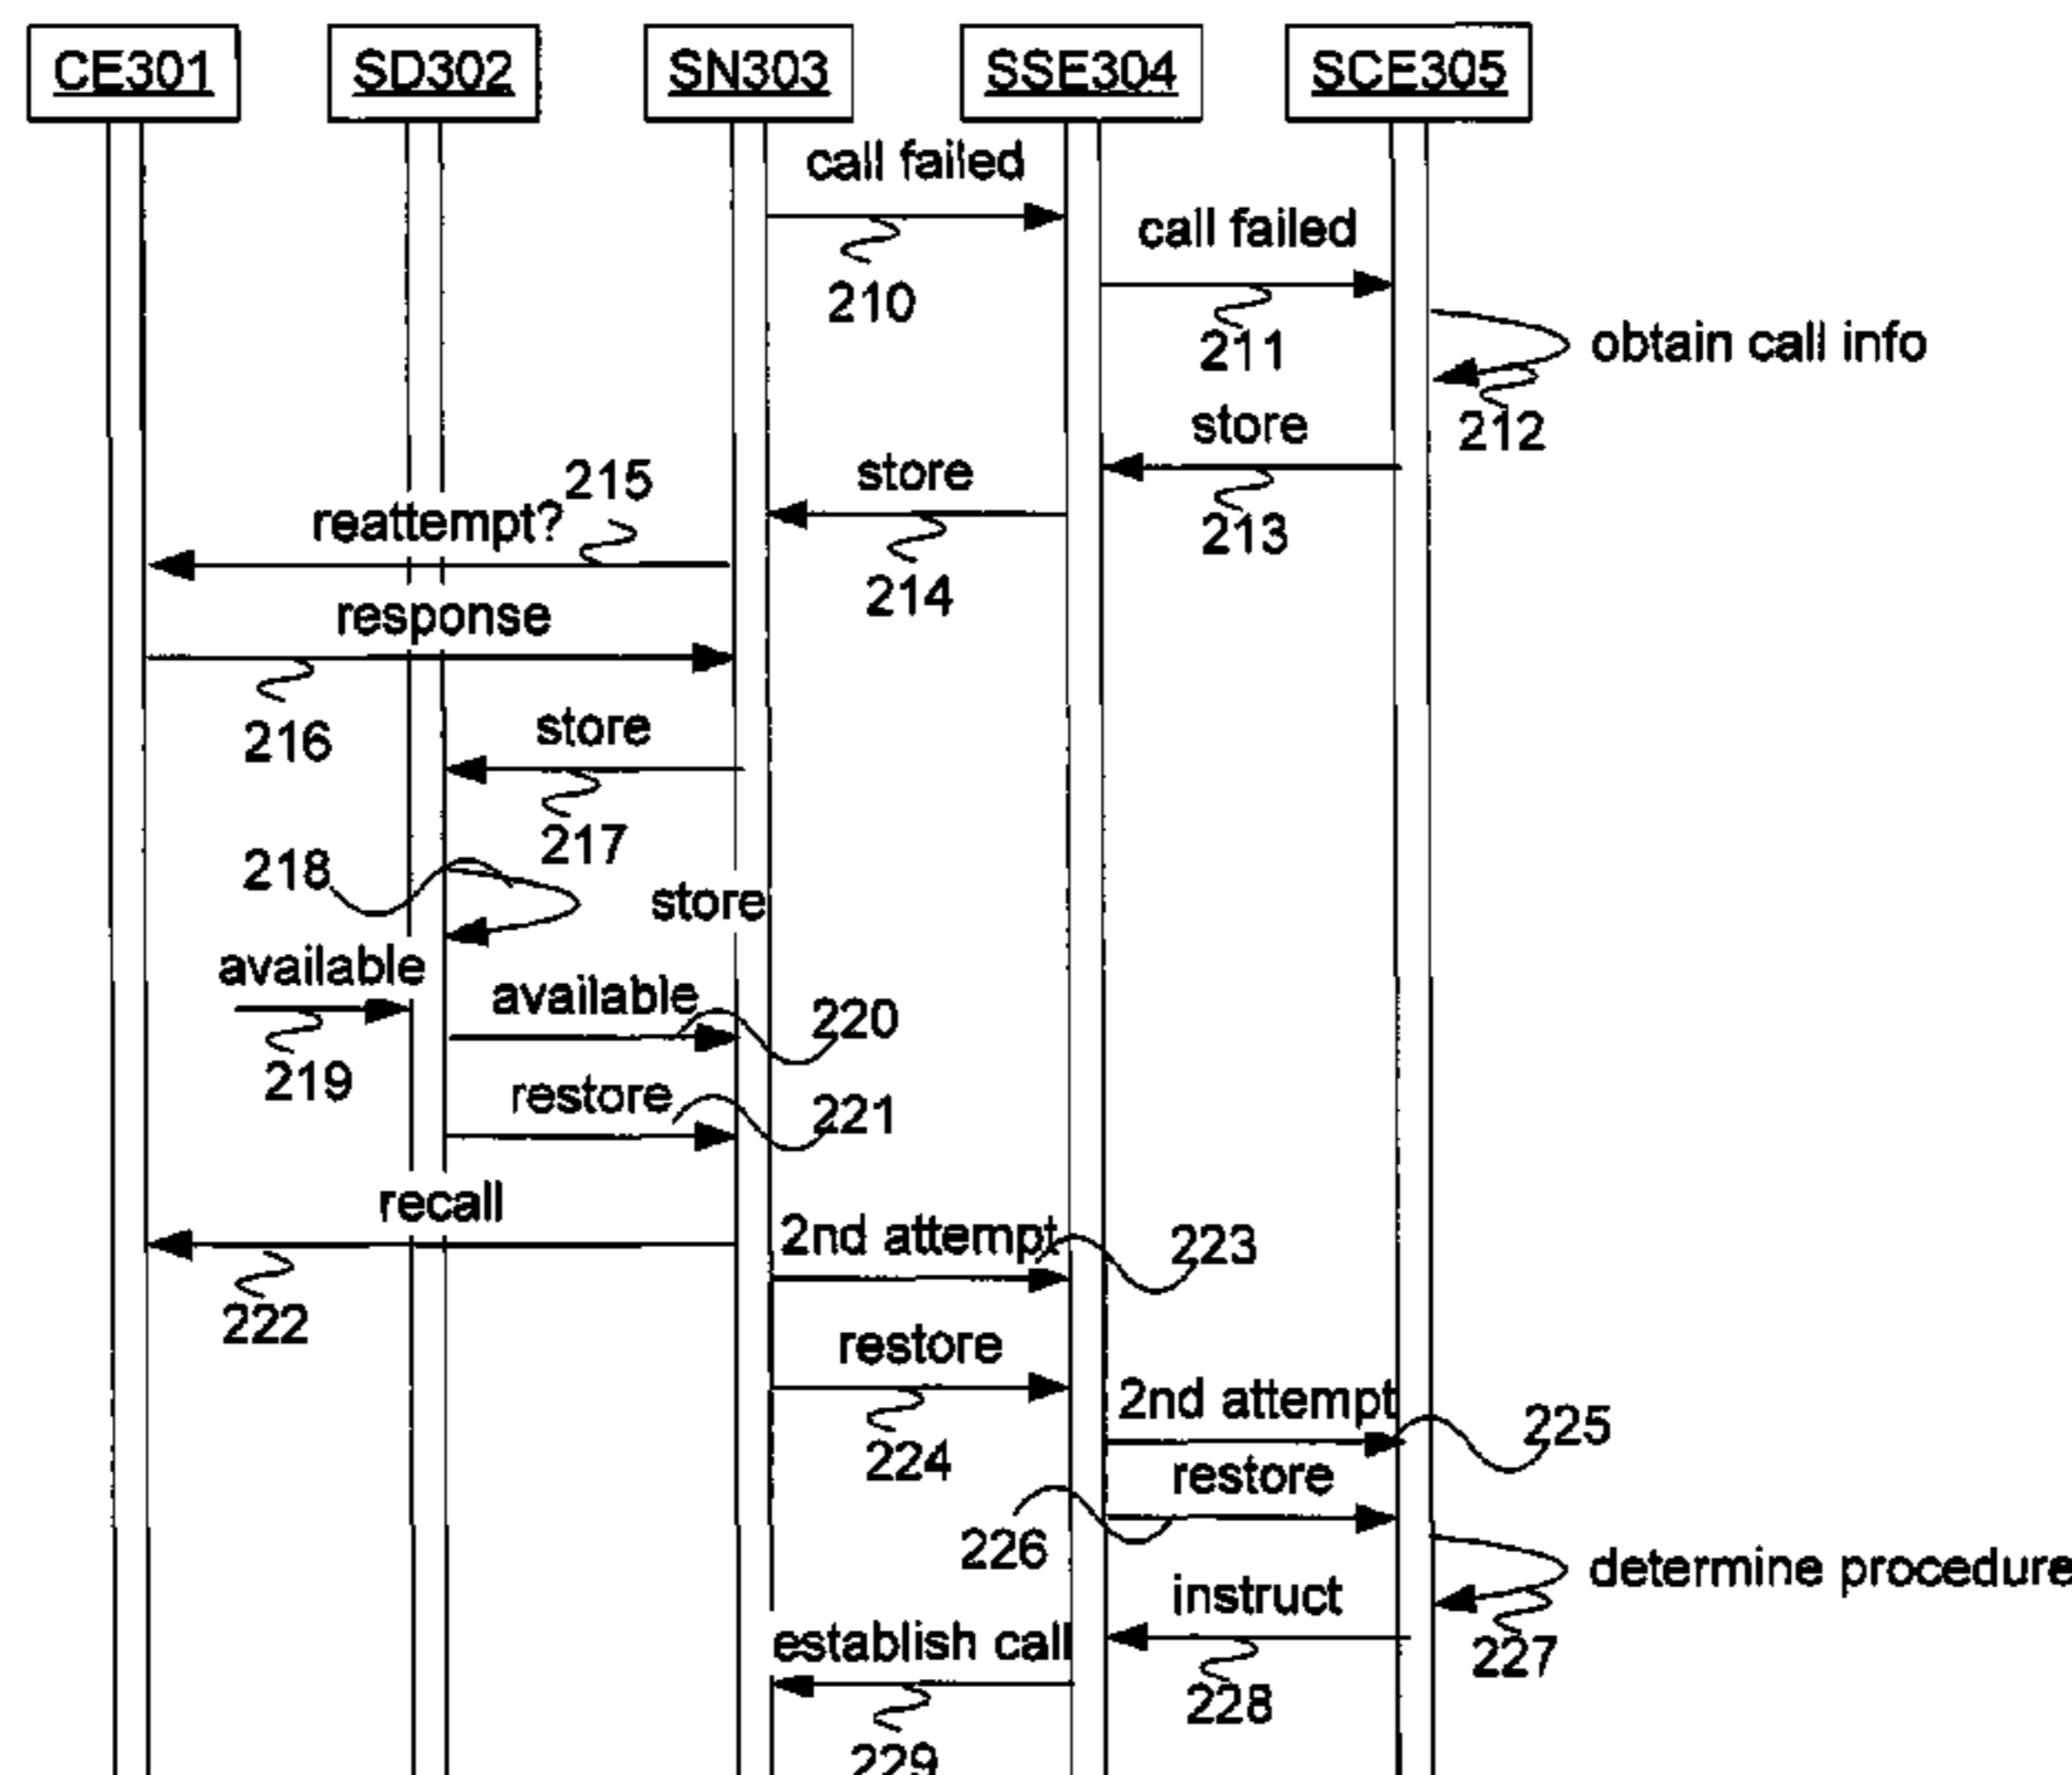 CE301
SD302
SN303
SSE304
SCE305
call failed
210
call failed
211
obtain call info
212
store
213
store
214
215
reattempt?
response
216
store
217
218
store
available
219
available
220
restore
221
recall
222
2nd attempt
223
restore
224
2nd attempt
225
restore
226
determine procedure
227
instruct
228
establish call
229